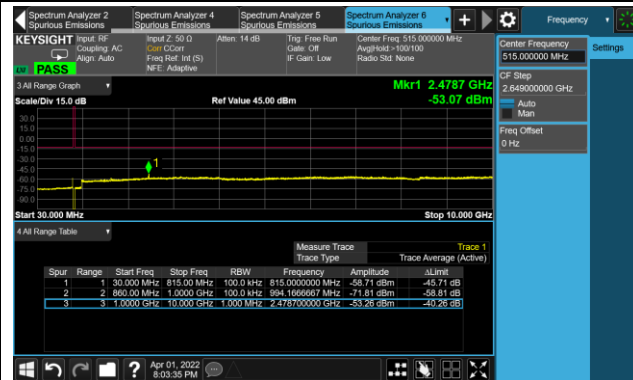 Spectrum Analyzer 2 Spectrum Analyzer 4 Spectrum Analyzer 5 Spectrum Analyzer 6 Frequency
Spurious Emissions Spurious Emissions Spurious Emissions Spurious Emissions
KEYSIGHT Input: RF Input Z: 50 Ω Atten: 14 dB Trig: Free Run Center Freq: 515.000000 MHz
Coupling: AC Corr CCorr Gate: Off Avg|Hold:>100/100
Align: Auto Freq Ref: Int (S) IF Gain: Low Radio Std: None
LXI PASS NFE: Adaptive
Center Frequency Settings
515.000000 MHz
CF Step
2.649000000 GHz
Auto
Man
Freq Offset
0 Hz
3 All Range Graph Mkr1 2.4787 GHz
Scale/Div 15.0 dB Ref Value 45.00 dBm -53.07 dBm
30.0
15.0
0.00
-15.0
-30.0
-45.0
-60.0
-75.0
-90.0
1
Start 30.000 MHz Stop 10.000 GHz
4 All Range Table
Measure Trace Trace 1
Trace Type Trace Average (Active)
Spur Range Start Freq Stop Freq RBW Frequency Amplitude ΔLimit
1 1 30.000 MHz 815.00 MHz 100.0 kHz 815.0000000 MHz -58.71 dBm -45.71 dB
2 2 860.00 MHz 1.0000 GHz 100.0 kHz 994.1666667 MHz -71.81 dBm -58.81 dB
3 3 1.0000 GHz 10.000 GHz 1.000 MHz 2.478700000 GHz -53.26 dBm -40.26 dB
Apr 01, 2022
8:03:35 PM